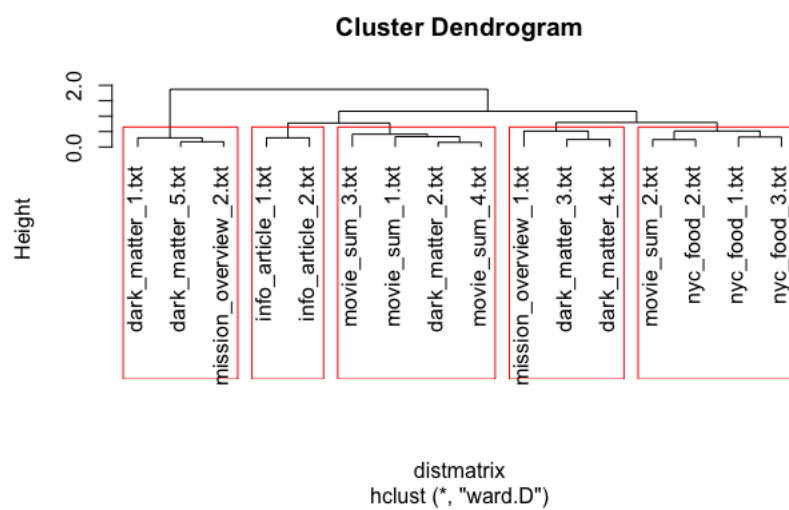 Cluster Dendrogram
Height
2.0
0.0
dark_matter_1.txt
dark_matter_5.txt
mission_overview_2.txt
info_article_1.txt
info_article_2.txt
movie_sum_3.txt
movie_sum_1.txt
dark_matter_2.txt
movie_sum_4.txt
mission_overview_1.txt
dark_matter_3.txt
dark_matter_4.txt
movie_sum_2.txt
nyc_food_2.txt
nyc_food_1.txt
nyc_food_3.txt
distmatrix
hclust (*, "ward.D")